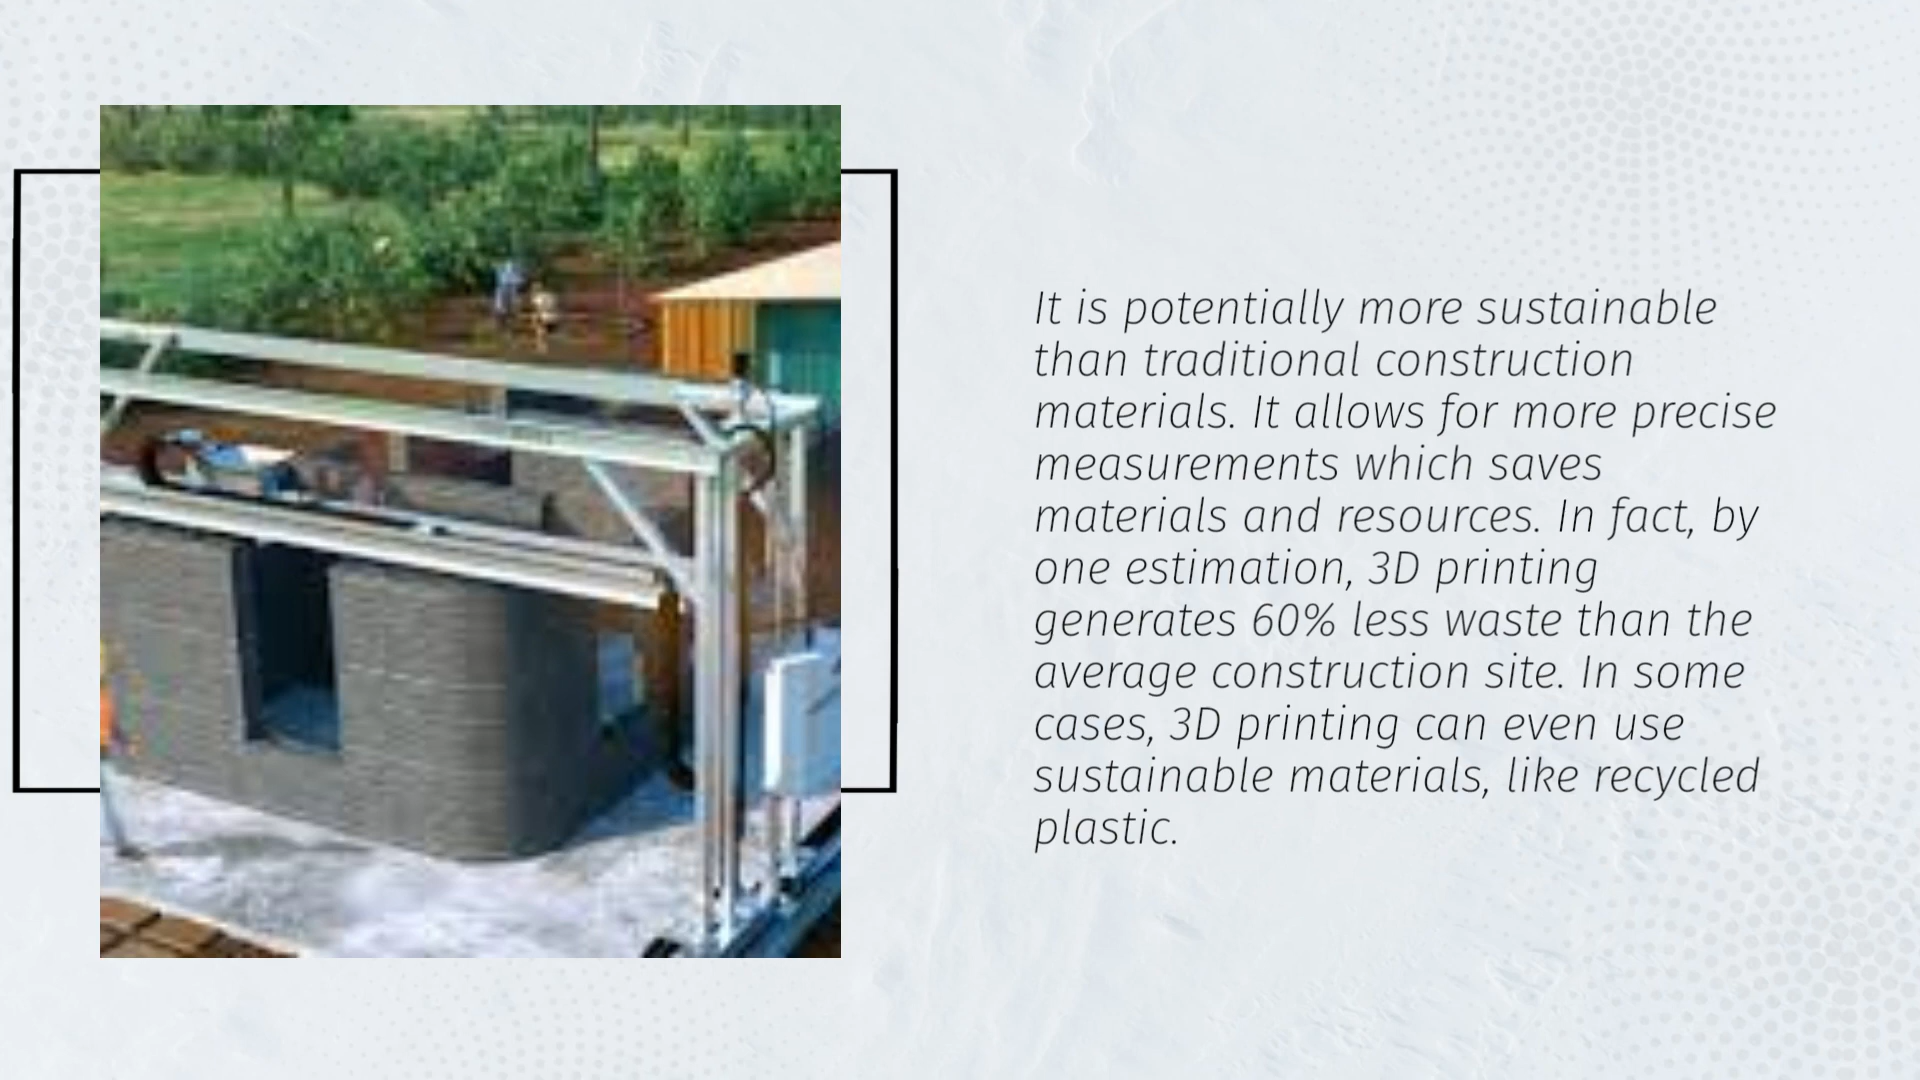 It is potentially more sustainable
than traditional construction
materials. It allows for more precise
measurements which saves
materials and resources. In fact, by
one estimation, 3D printing
generates 60% less waste than the
average construction site. In some
cases, 3D printing can even use
sustainable materials, like recycled
plastic.